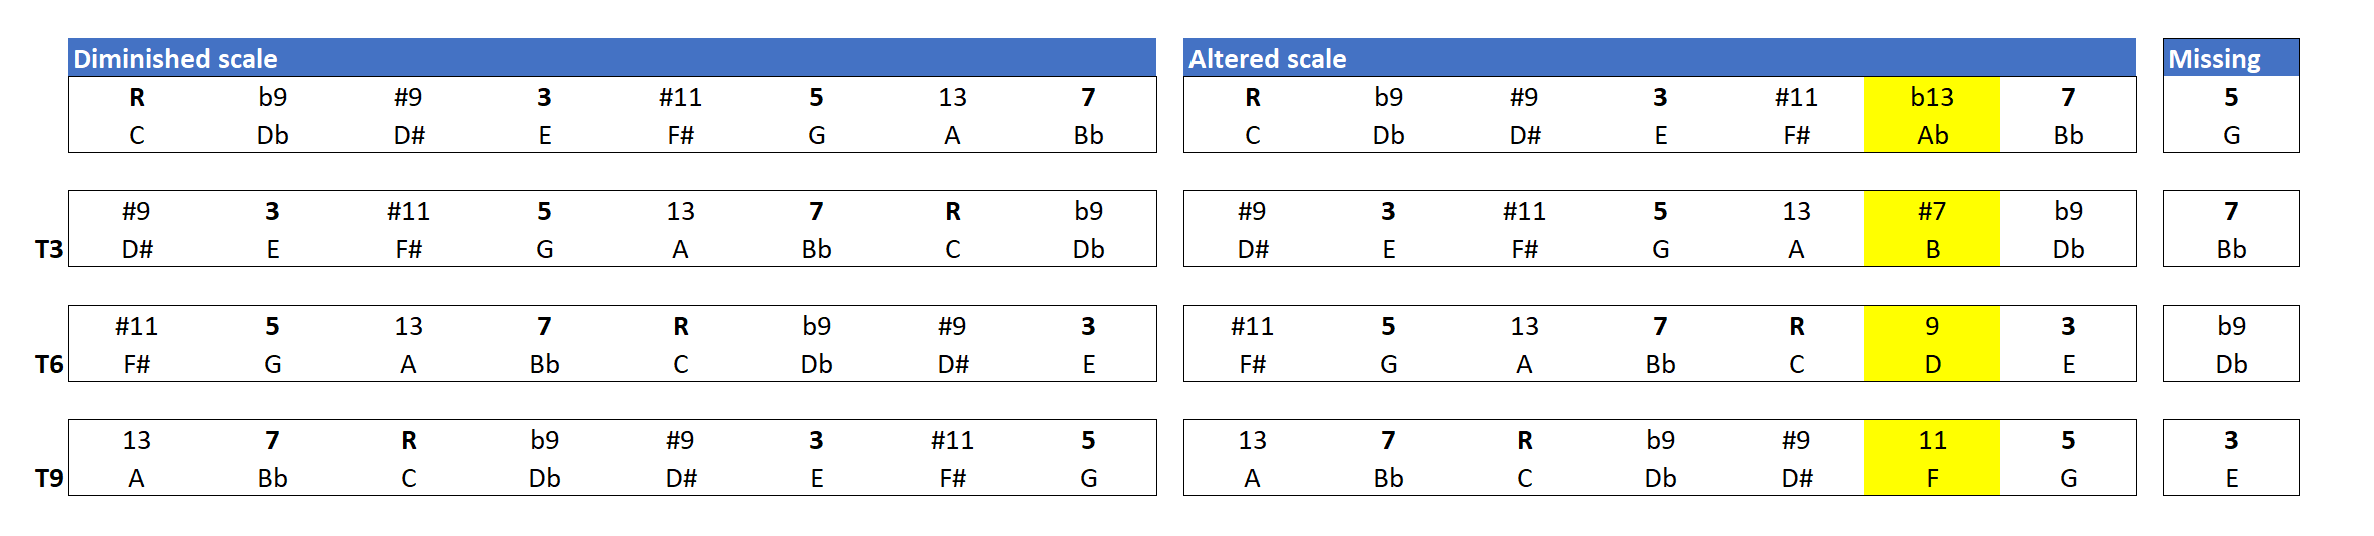 Diminished scale Altered scale Missing
R b9 #9 3 #11 5 13 7 R b9 #9 3 #11 b13 7 5
C Db D# E F# G A Bb C Db D# E F# Ab Bb G
#9 3 #11 5 13 7 R b9 #9 3 #11 5 13 #7 b9 7
T3 D# E F# G A Bb C Db D# E F# G A B Db Bb
#11 5 13 7 R b9 #9 3 #11 5 13 7 R 9 3 b9
T6 F# G A Bb C Db D# E F# G A Bb C D E Db
13 7 R b9 #9 3 #11 5 13 7 R b9 #9 11 5 3
T9 A Bb C Db D# E F# G A Bb C Db D# F G E